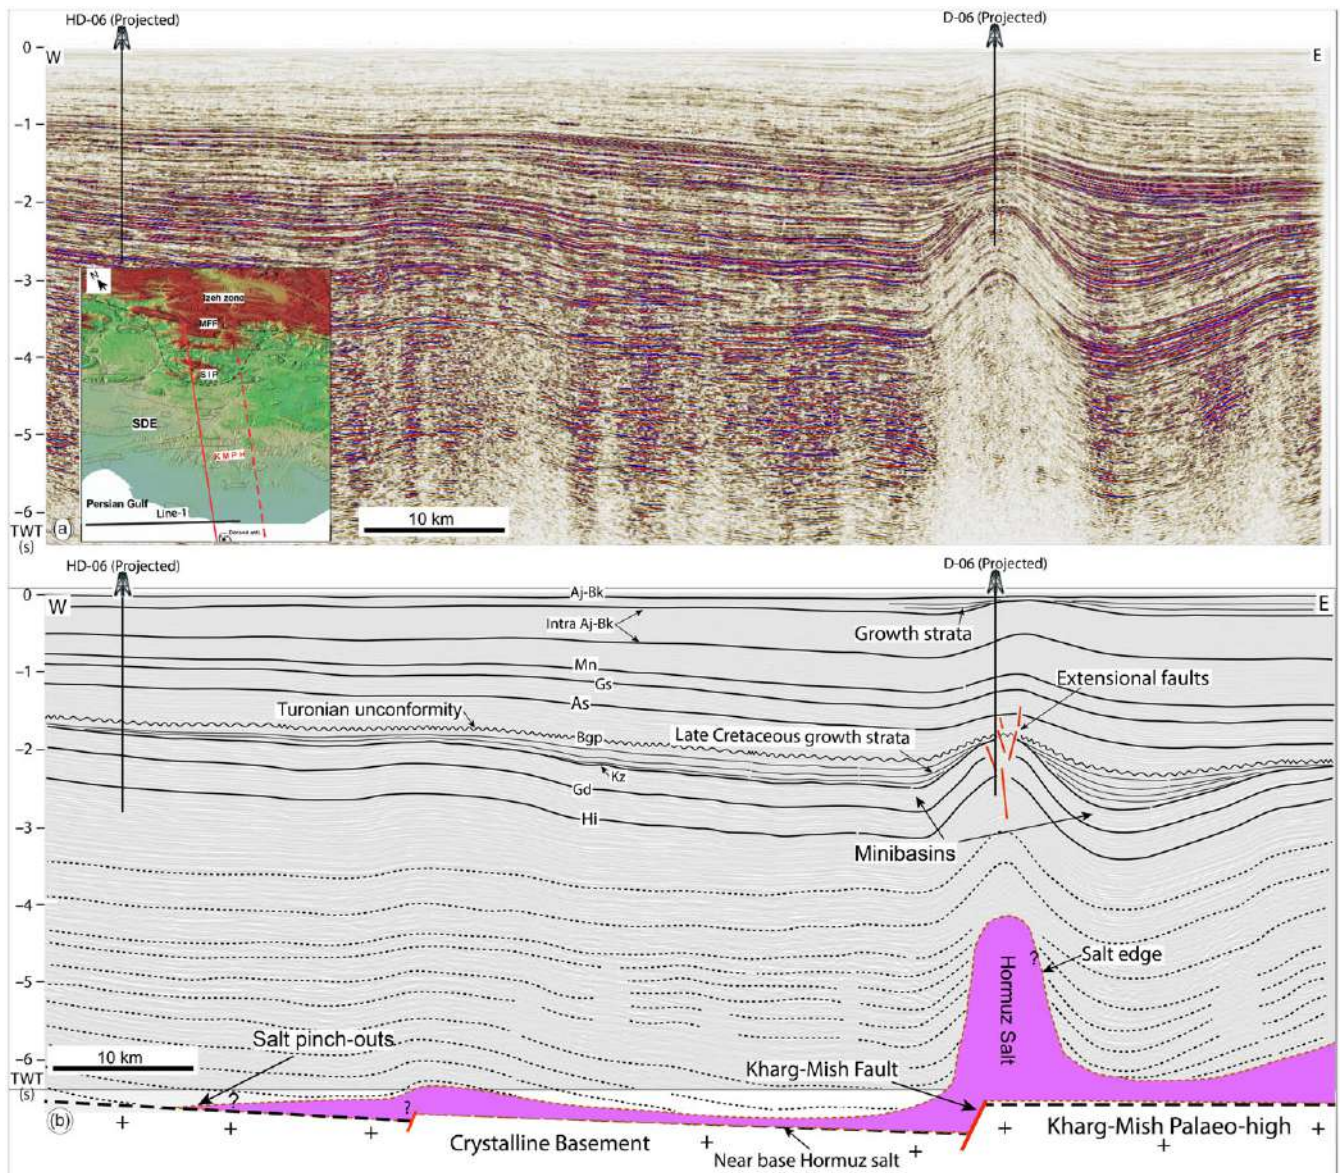 HD-06 (Projected)
D-06 (Projected)
0
W
E
-1
-2
-3
-4
-5
-6
TWT
(s)
(a)
N
Izeh zone
MFF
SDE
KMPH
Persian Gulf
Line-1
10 km
HD-06 (Projected)
D-06 (Projected)
0
W
Aj-Bk
E
Intra Aj-Bk
Growth strata
-1
Mn
Gs
Extensional faults
As
Turonian unconformity
Bgp
Late Cretaceous growth strata
-2
Kz
Gd
Hi
-3
Minibasins
-4
Salt edge
?
Hormuz Salt
-5
Salt pinch-outs
10 km
-6
Kharg-Mish Fault
TWT
(s)
?
?
(b)
Crystalline Basement
Kharg-Mish Palaeo-high
Near base Hormuz salt